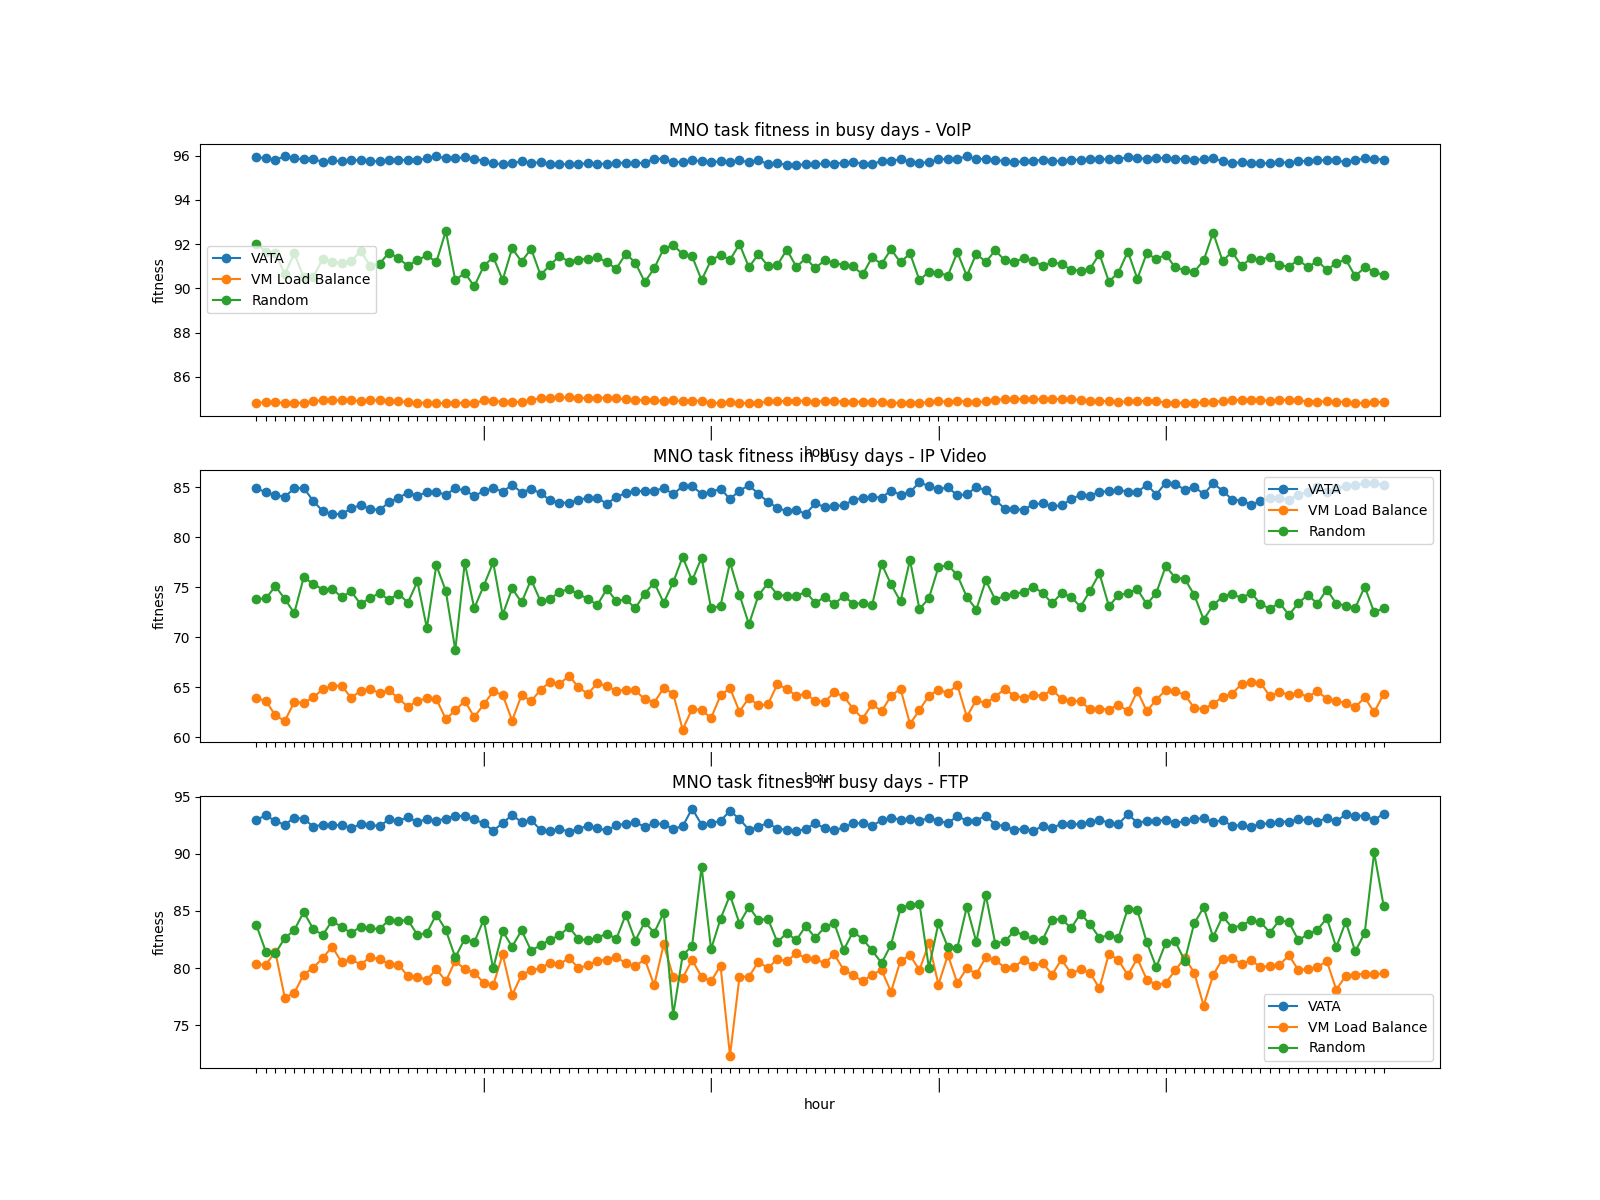 MNO task fitness in busy days - VoIP
96
94
92
90
88
86
fitness
VATA
VM Load Balance
Random
hour
MNO task fitness in busy days - IP Video
85
80
75
70
65
60
fitness
VATA
VM Load Balance
Random
hour
MNO task fitness in busy days - FTP
95
90
85
80
75
fitness
VATA
VM Load Balance
Random
hour